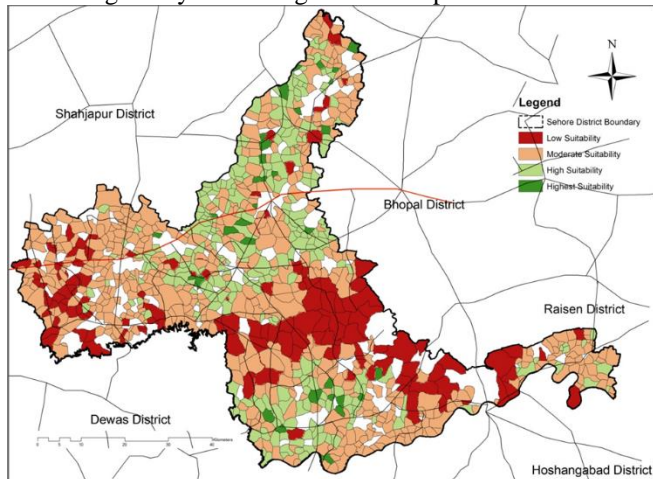 N
Legend
Sehore District Boundary
Low Suitability
Moderate Suitability
High Suitability
Highest Suitability
Shahjapur District
Bhopal District
Raisen District
Dewas District
Hoshangabad District